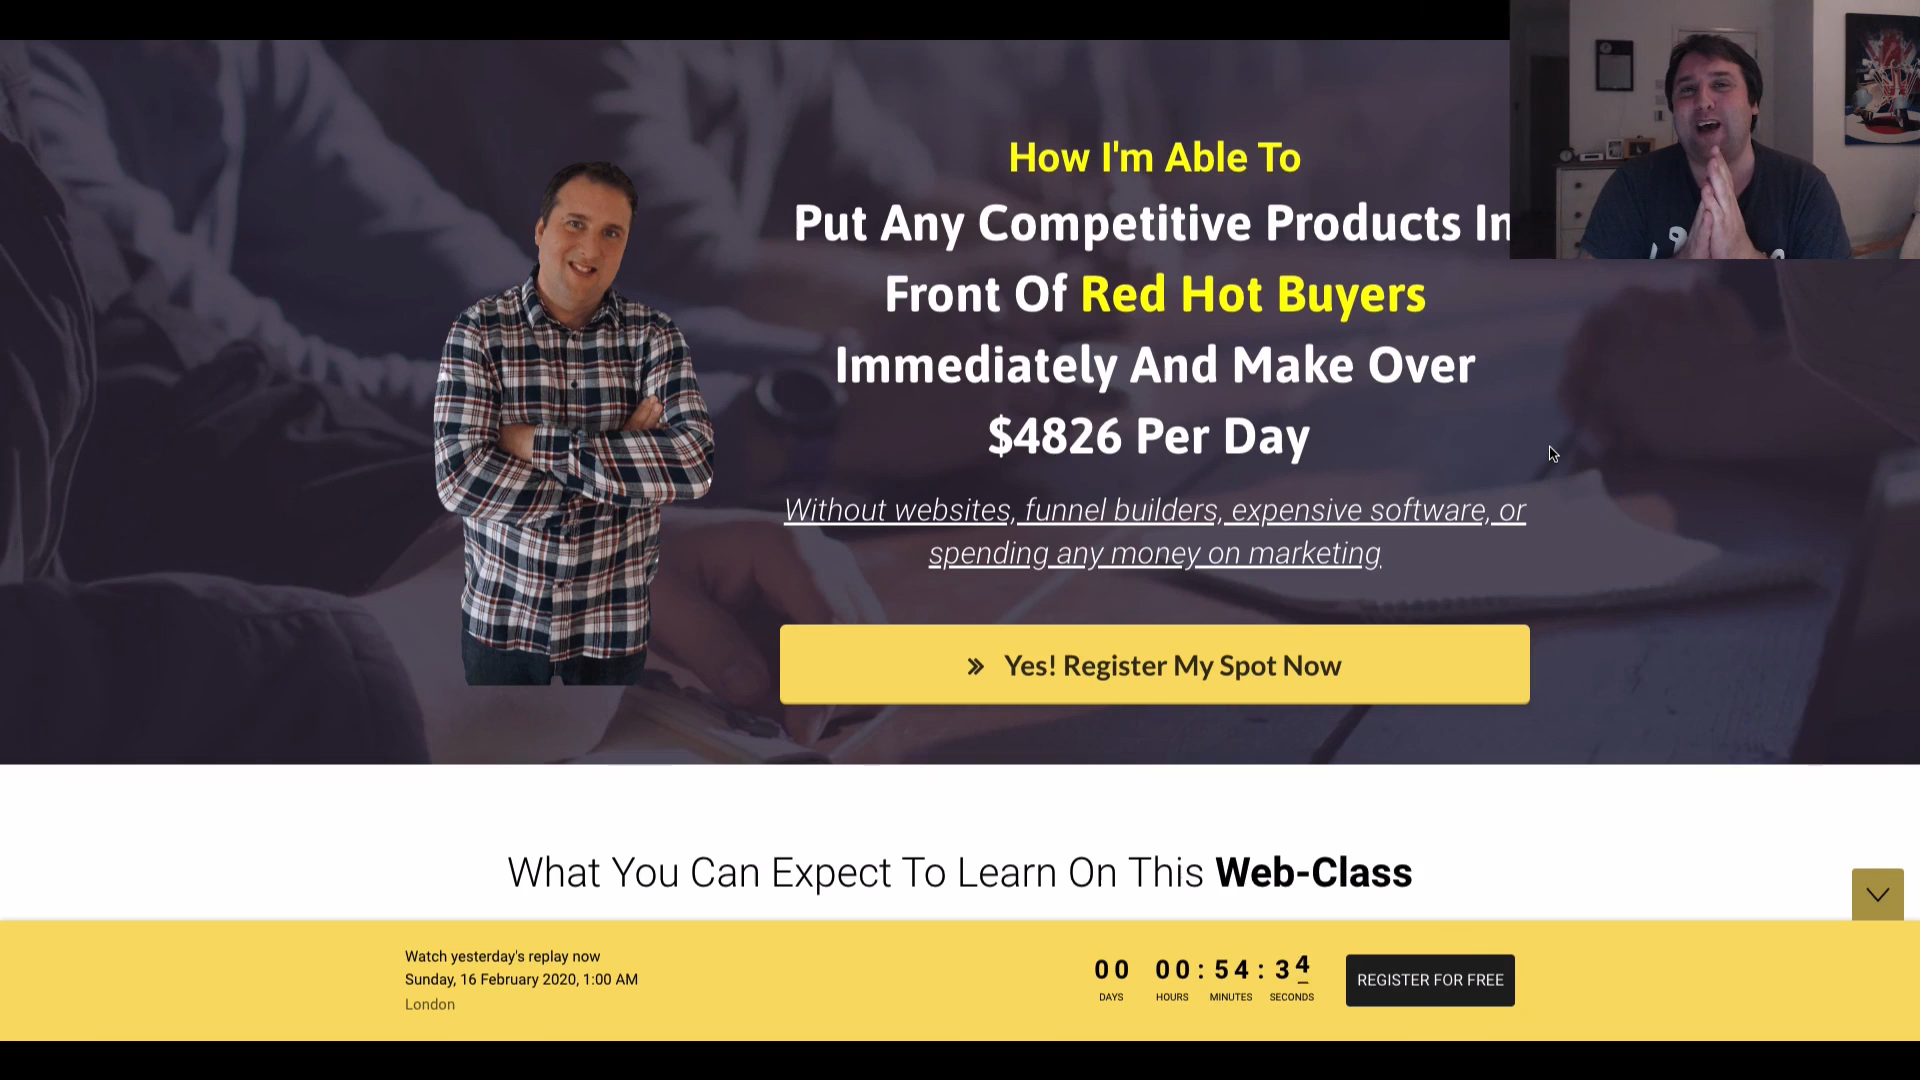 How I'm Able To
Put Any Competitive Products In
Front Of Red Hot Buyers
Immediately And Make Over
$4826 Per Day
Without websites, funnel builders, expensive software, or
spending any money on marketing
Yes! Register My Spot Now
What You Can Expect To Learn On This Web-Class
Watch yesterday's replay now
Sunday, 16 February 2020, 1:00 AM
London
00 00 : 54 : 34
DAYS HOURS MINUTES SECONDS
REGISTER FOR FREE